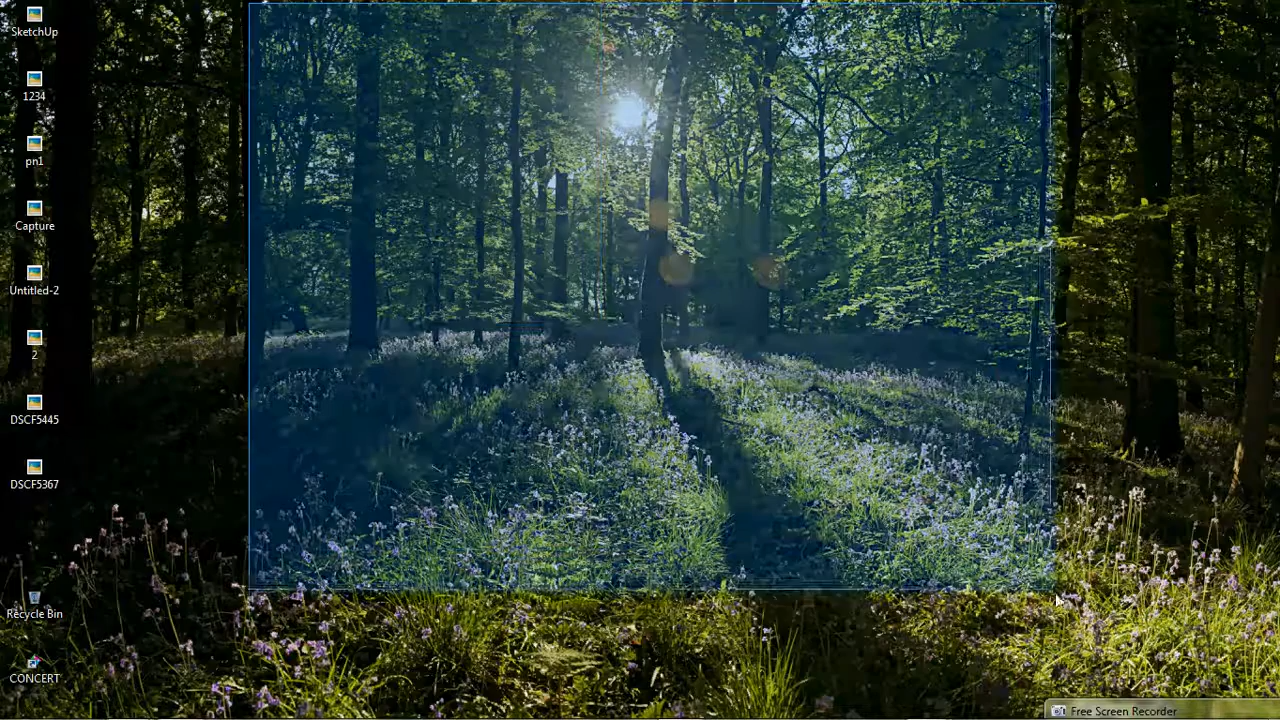 SketchUp
1234
pn1
Capture
Untitled-2
2
DSCF5445
DSCF5367
Recycle Bin
CONCERT
Free Screen Recorder